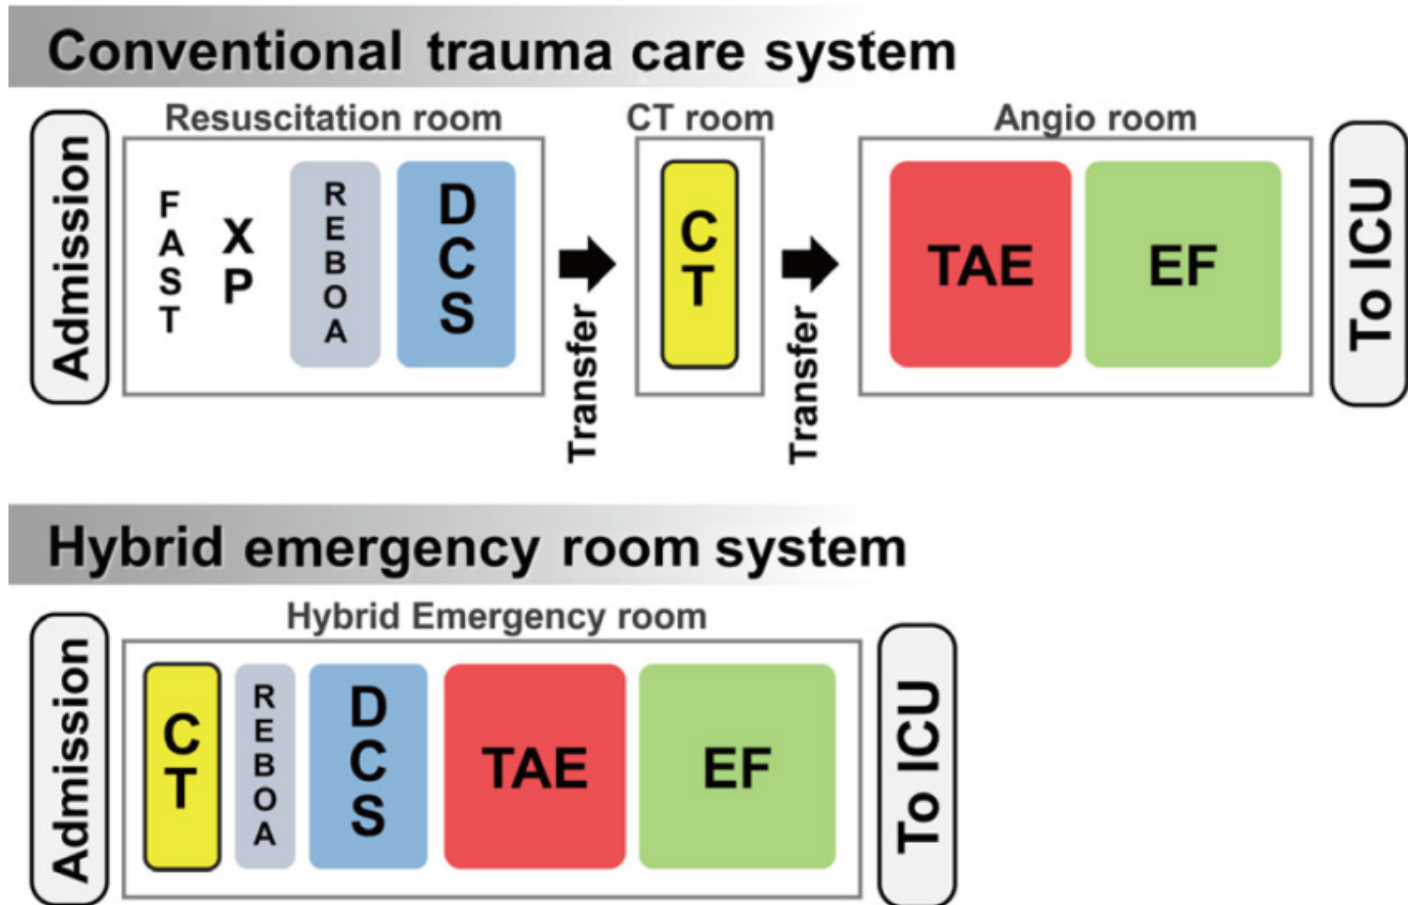 Conventional trauma care system
Resuscitation room
CT room
Angio room
Admission
FAST
XP
REBOA
DCS
Transfer
CT
Transfer
TAE
EF
To ICU
Hybrid emergency room system
Hybrid Emergency room
Admission
CT
REBOA
DCS
TAE
EF
To ICU